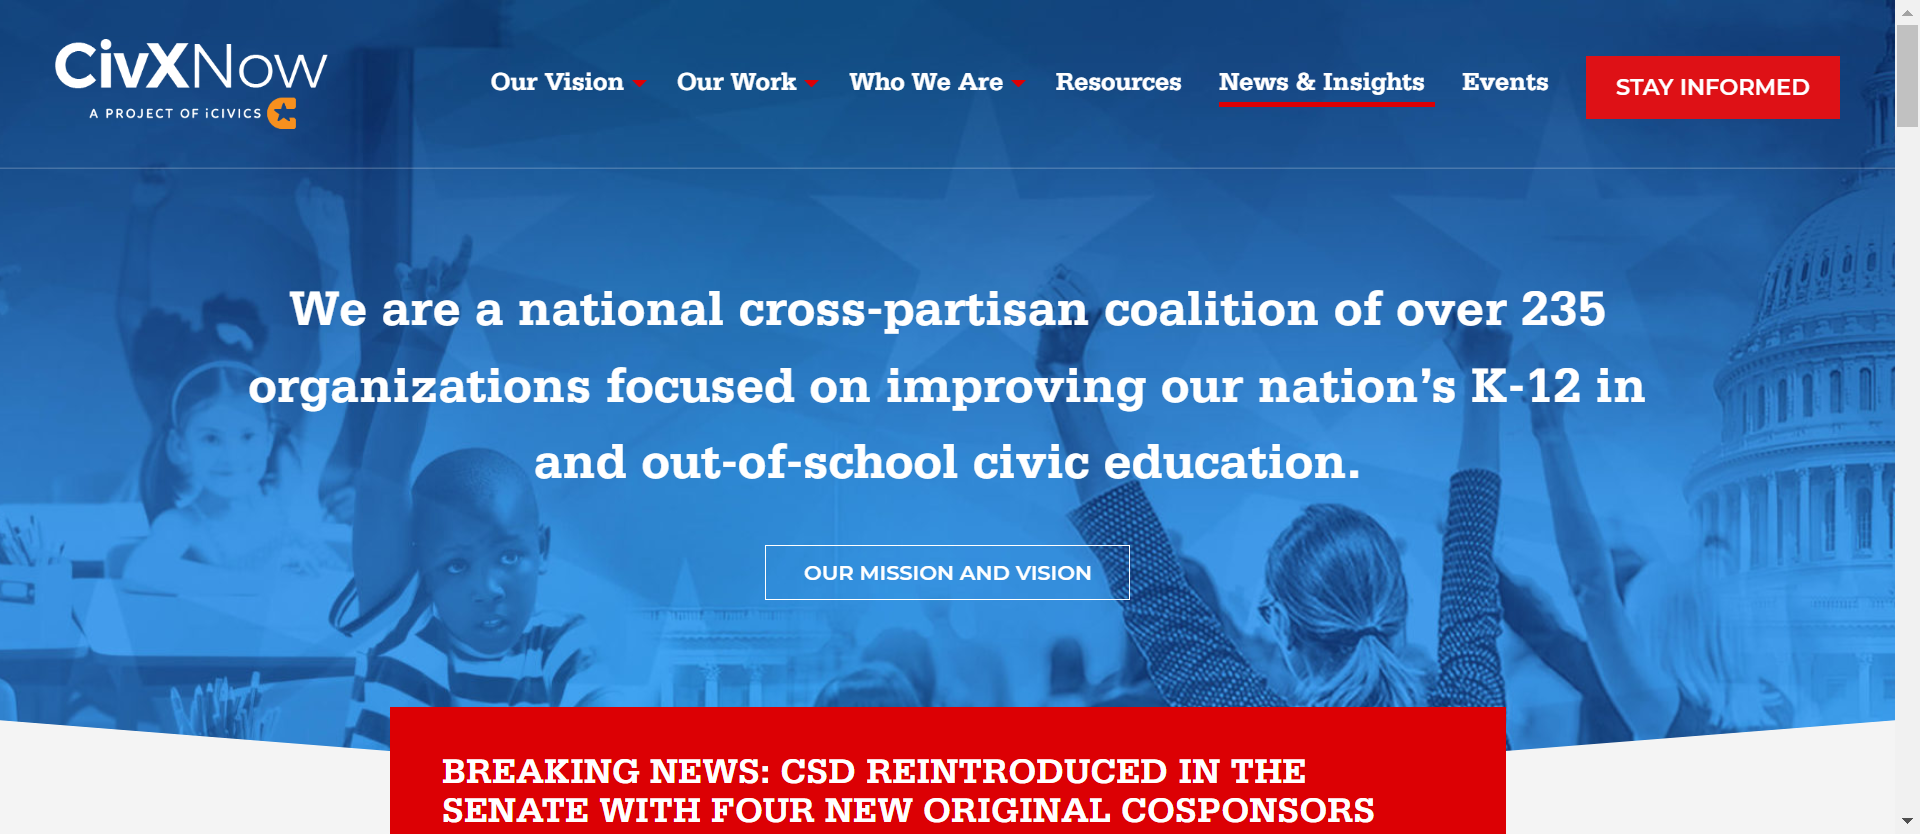 CivXNow
A PROJECT OF iCIVICS
Our Vision
Our Work
Who We Are
Resources
News & Insights
Events
STAY INFORMED
We are a national cross-partisan coalition of over 235
organizations focused on improving our nation’s K-12 in
and out-of-school civic education.
OUR MISSION AND VISION
BREAKING NEWS: CSD REINTRODUCED IN THE
SENATE WITH FOUR NEW ORIGINAL COSPONSORS